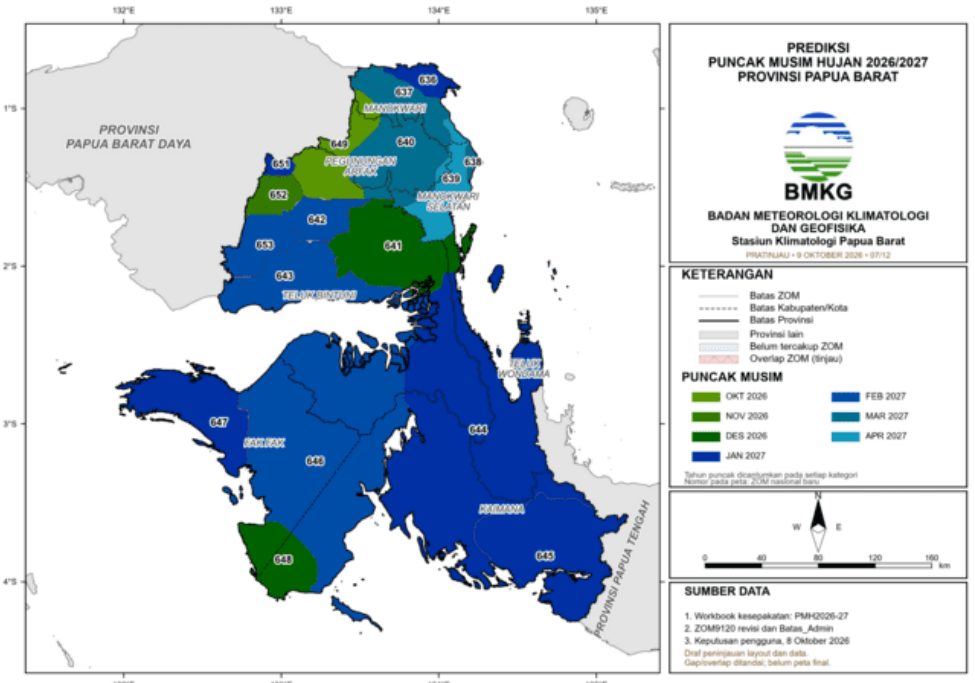 132°E 133°E 134°E 135°E
1°S
2°S
3°S
4°S
PROVINSI
PAPUA BARAT DAYA
636
637
MANOKWARI
649
640
PEGUNUNGAN
ARFAK
651
638
639
652
MANOKWARI
SELATAN
642
653
641
643
TELUK BINTUNI
TELUK
WONDAMA
647
644
FAK FAK
646
KAIMANA
645
648
PROVINSI PAPUA TENGAH
PREDIKSI
PUNCAK MUSIM HUJAN 2026/2027
PROVINSI PAPUA BARAT
BMKG
BADAN METEOROLOGI KLIMATOLOGI
DAN GEOFISIKA
Stasiun Klimatologi Papua Barat
PRATINJAU • 9 OKTOBER 2026 • 07/12
KETERANGAN
Batas ZOM
Batas Kabupaten/Kota
Batas Provinsi
Provinsi lain
Belum tercakup ZOM
Overlap ZOM (tinjau)
PUNCAK MUSIM
OKT 2026 FEB 2027
NOV 2026 MAR 2027
DES 2026 APR 2027
JAN 2027
Tahun puncak dicantumkan pada setiap kategori
Nomor pada peta: ZOM nasional baru
N
W E
S
0 40 80 120 160
km
SUMBER DATA
1. Workbook kesepakatan: PMH2026-27
2. ZOM9120 revisi dan Batas_Admin
3. Keputusan pengguna, 8 Oktober 2026
Draf peninjauan layout dan data.
Gap/overlap ditandai; belum peta final.